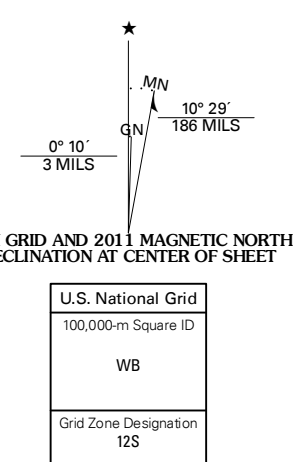 ★
MN
GN
10° 29´
186 MILS
0° 10´
3 MILS
GRID AND 2011 MAGNETIC NORTH
ECLINATION AT CENTER OF SHEET
U.S. National Grid
100,000-m Square ID
WB
Grid Zone Designation
12S